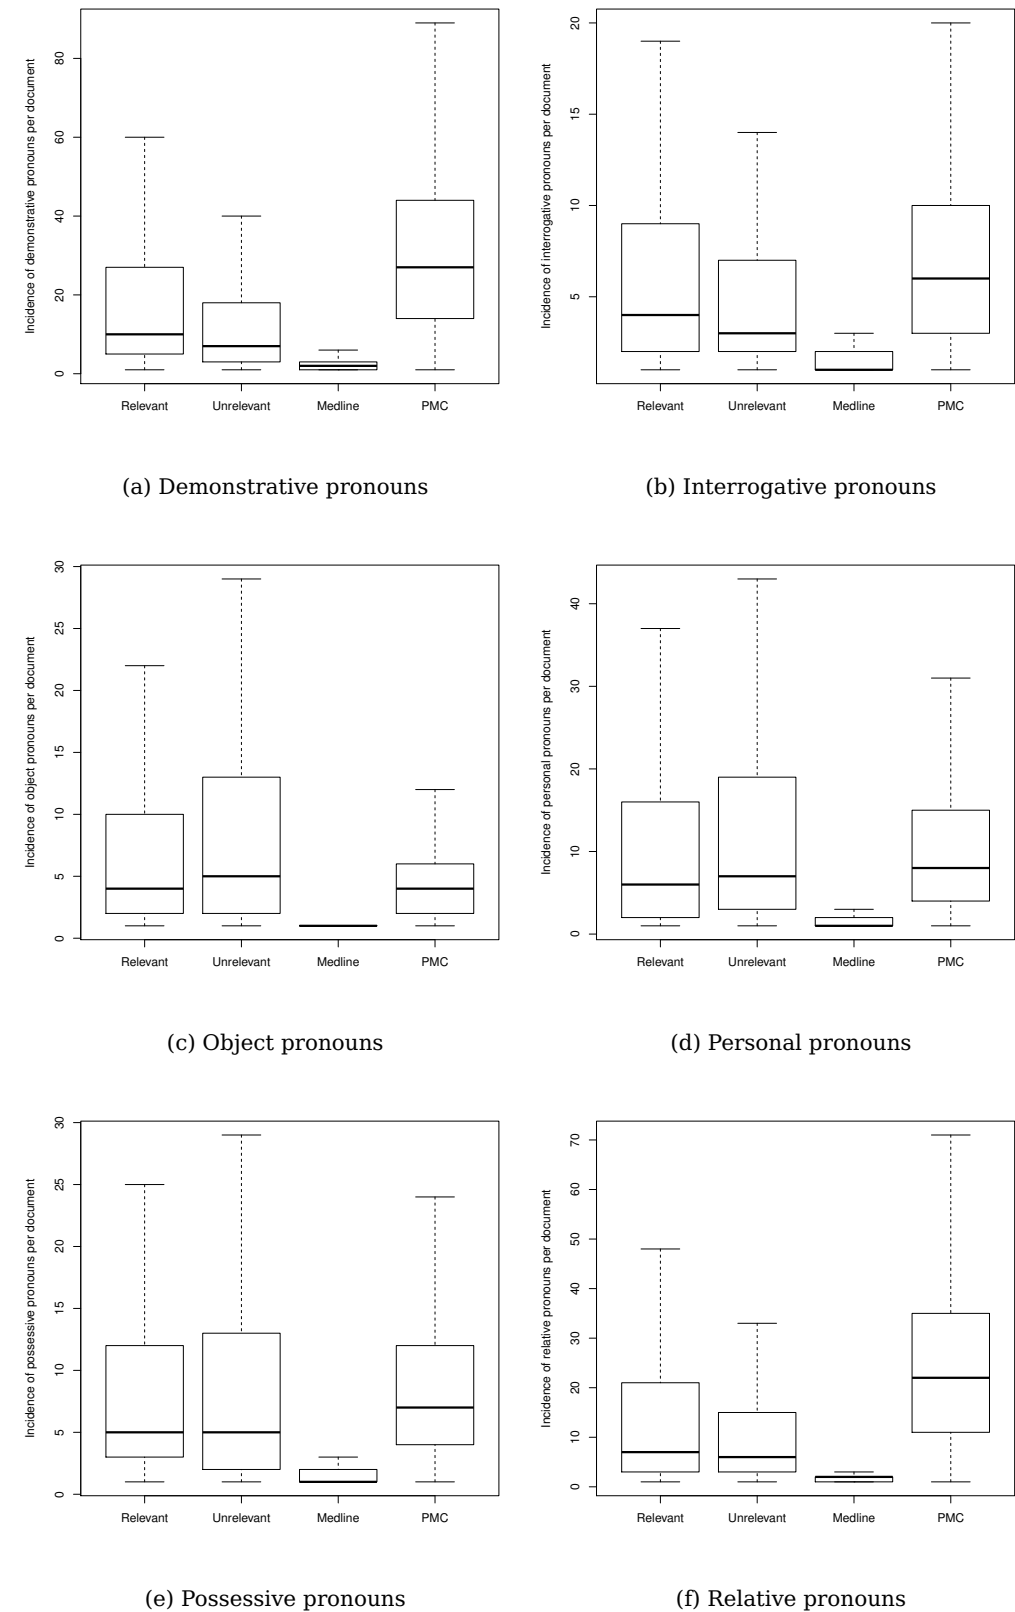 Incidence of demonstrative pronouns per document
80
60
40
20
0
Relevant Unrelevant Medline PMC
(a) Demonstrative pronouns
Incidence of interrogative pronouns per document
20
15
10
5
Relevant Unrelevant Medline PMC
(b) Interrogative pronouns
Incidence of object pronouns per document
30
25
20
15
10
5
0
Relevant Unrelevant Medline PMC
(c) Object pronouns
Incidence of personal pronouns per document
40
30
20
10
0
Relevant Unrelevant Medline PMC
(d) Personal pronouns
Incidence of possessive pronouns per document
30
25
20
15
10
5
0
Relevant Unrelevant Medline PMC
(e) Possessive pronouns
Incidence of relative pronouns per document
70
60
50
40
30
20
10
0
Relevant Unrelevant Medline PMC
(f) Relative pronouns